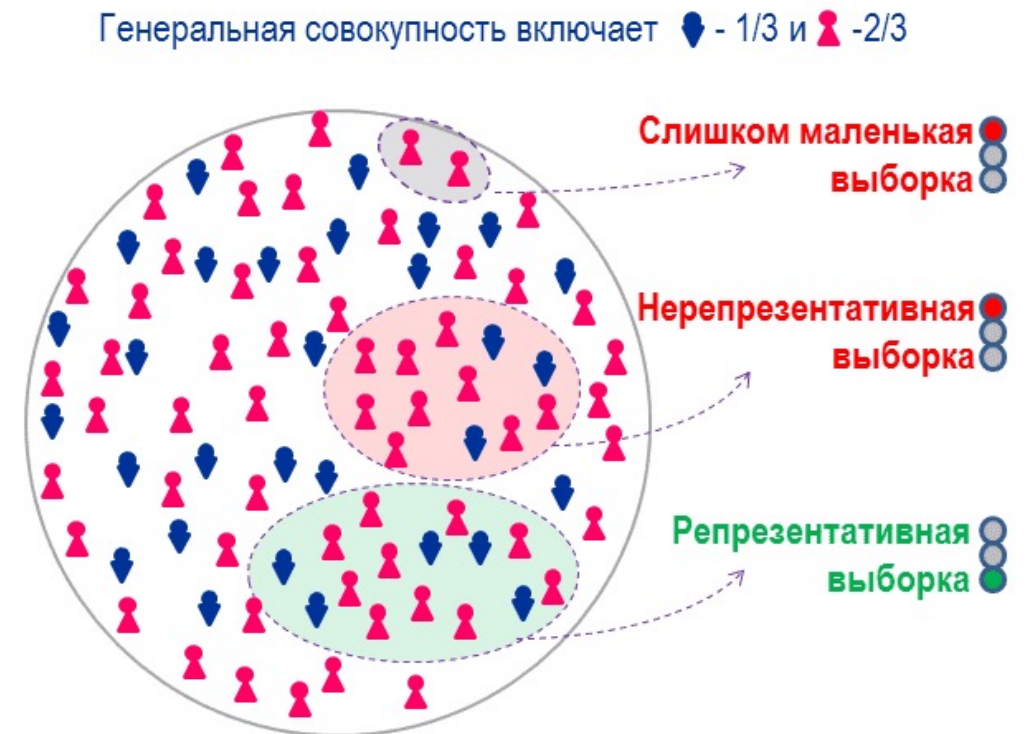 Генеральная совокупность включает - 1/3 и -2/3
Слишком маленькая
выборка
Нерепрезентативная
выборка
Репрезентативная
выборка